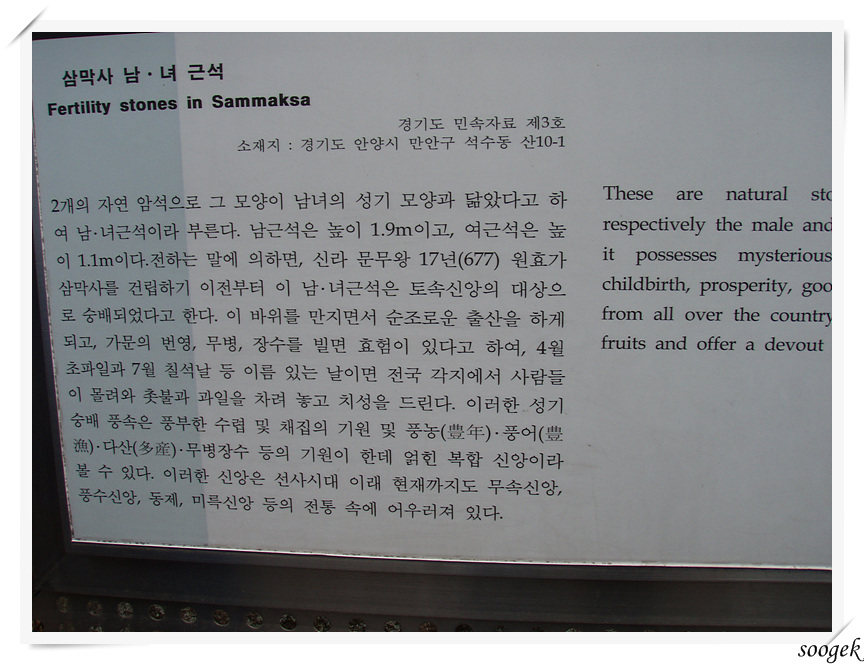 삼막사 남·녀 근석
Fertility stones in Sammaksa
경기도 민속자료 제3호
소재지 : 경기도 안양시 만안구 석수동 산10-1
2개의 자연 암석으로 그 모양이 남녀의 성기 모양과 닮았다고 하
여 남·녀근석이라 부른다. 남근석은 높이 1.9m이고, 여근석은 높
이 1.1m이다.전하는 말에 의하면, 신라 문무왕 17년(677) 원효가
삼막사를 건립하기 이전부터 이 남·녀근석은 토속신앙의 대상으
로 숭배되었다고 한다. 이 바위를 만지면서 순조로운 출산을 하게
되고, 가문의 번영, 무병, 장수를 빌면 효험이 있다고 하여, 4월
초파일과 7월 칠석날 등 이름 있는 날이면 전국 각지에서 사람들
이 몰려와 촛불과 과일을 차려 놓고 치성을 드린다. 이러한 성기
숭배 풍속은 풍부한 수렵 및 채집의 기원 및 풍농(豊年)·풍어(豊
漁)·다산(多産)·무병장수 등의 기원이 한데 얽힌 복합 신앙이라
볼 수 있다. 이러한 신앙은 선사시대 이래 현재까지도 무속신앙,
풍수신앙, 동제, 미륵신앙 등의 전통 속에 어우러져 있다.
These are natural sto
respectively the male and
it possesses mysterious
childbirth, prosperity, goo
from all over the country
fruits and offer a devout
soogek